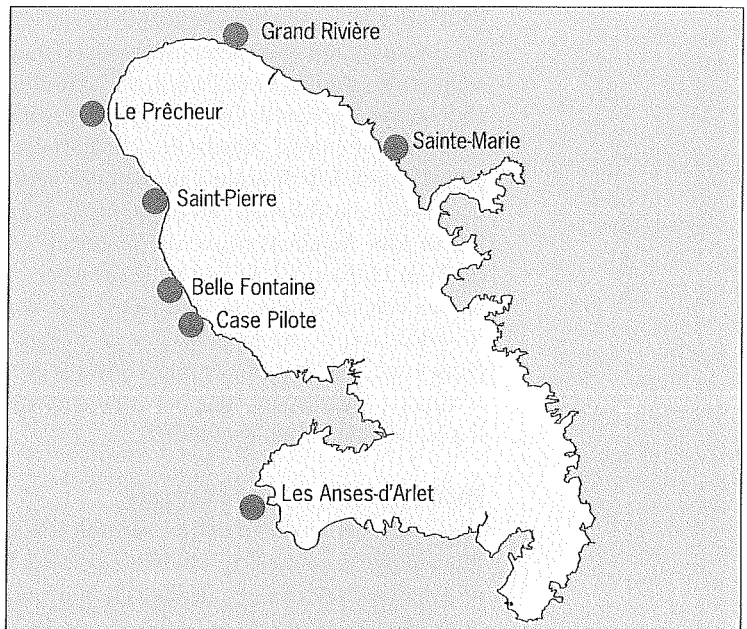 Grand Rivière
Le Prêcheur
Sainte-Marie
Saint-Pierre
Belle Fontaine
Case Pilote
Les Anses-d'Arlet